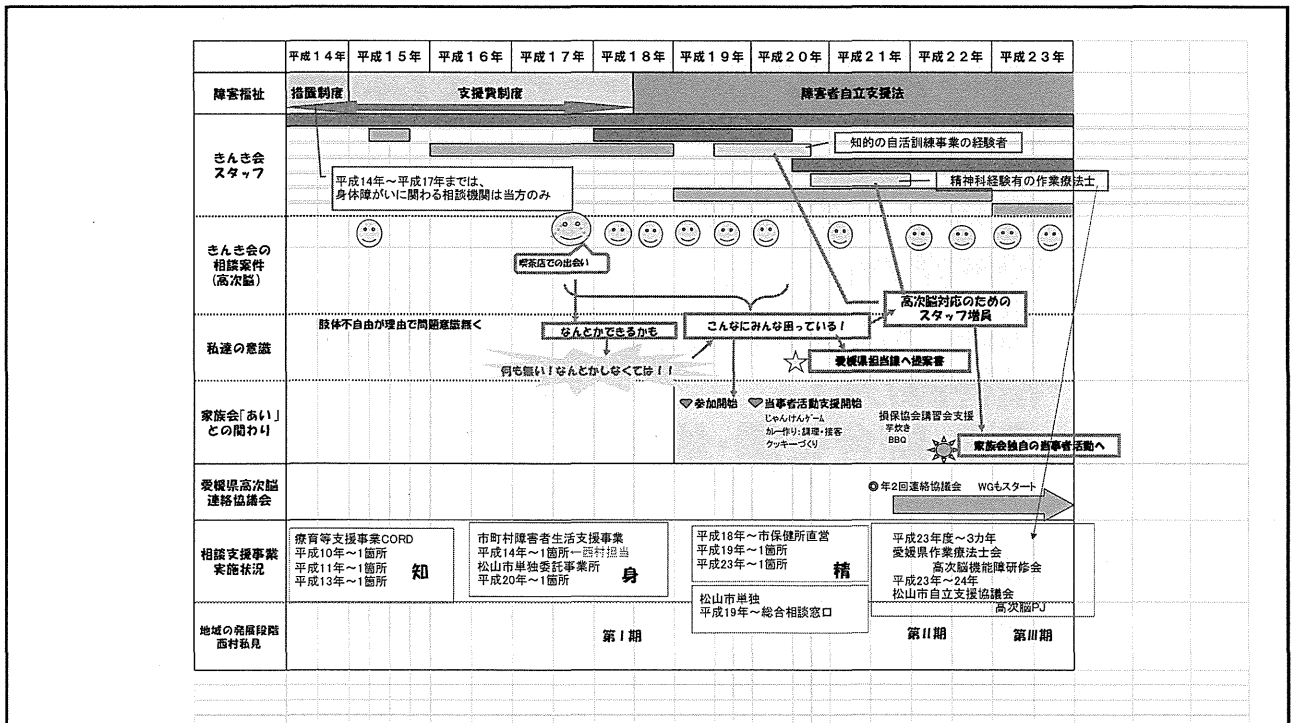 平成14年 平成15年 平成16年 平成17年 平成18年 平成19年 平成20年 平成21年 平成22年 平成23年
障害福祉
措置制度
支援費制度
障害者自立支援法
きんき会
スタッフ
平成14年~平成17年までは、
身体障がいに関わる相談機関は当方のみ
知的の自活訓練事業の経験者
精神科経験有の作業療法士
きんき会の
相談案件
(高次脳)
喫茶店での出会い
高次脳対応のための
スタッフ増員
私達の意識
肢体不自由が理由で問題意識無く
なんとかできるかも
こんなにみんな困っている!
何も無い!なんとかしなくては!!
愛媛県担当課へ提案書
家族会「あい」
との関わり
参加開始
当事者活動支援開始
じゃんけんゲーム
カレー作り:調理・接客
クッキーづくり
損保協会講習会支援
芋炊き
BBQ
家族会独自の当事者活動へ
愛媛県高次脳
連絡協議会
◎年2回連絡協議会 WGもスタート
相談支援事業
実施状況
療育等支援事業CORD
平成10年~1箇所
平成11年~1箇所
平成13年~1箇所
知
市町村障害者生活支援事業
平成14年~1箇所←西村担当
松山市単独委託事業所
平成20年~1箇所
身
平成18年~市保健所直営
平成19年~1箇所
平成23年~1箇所
精
松山市単独
平成19年~総合相談窓口
平成23年度~3カ年
愛媛県作業療法士会
高次脳機能障研修会
平成23年~24年
松山市自立支援協議会
高次脳PJ
地域の発展段階
西村私見
第Ⅰ期
第Ⅱ期
第Ⅲ期